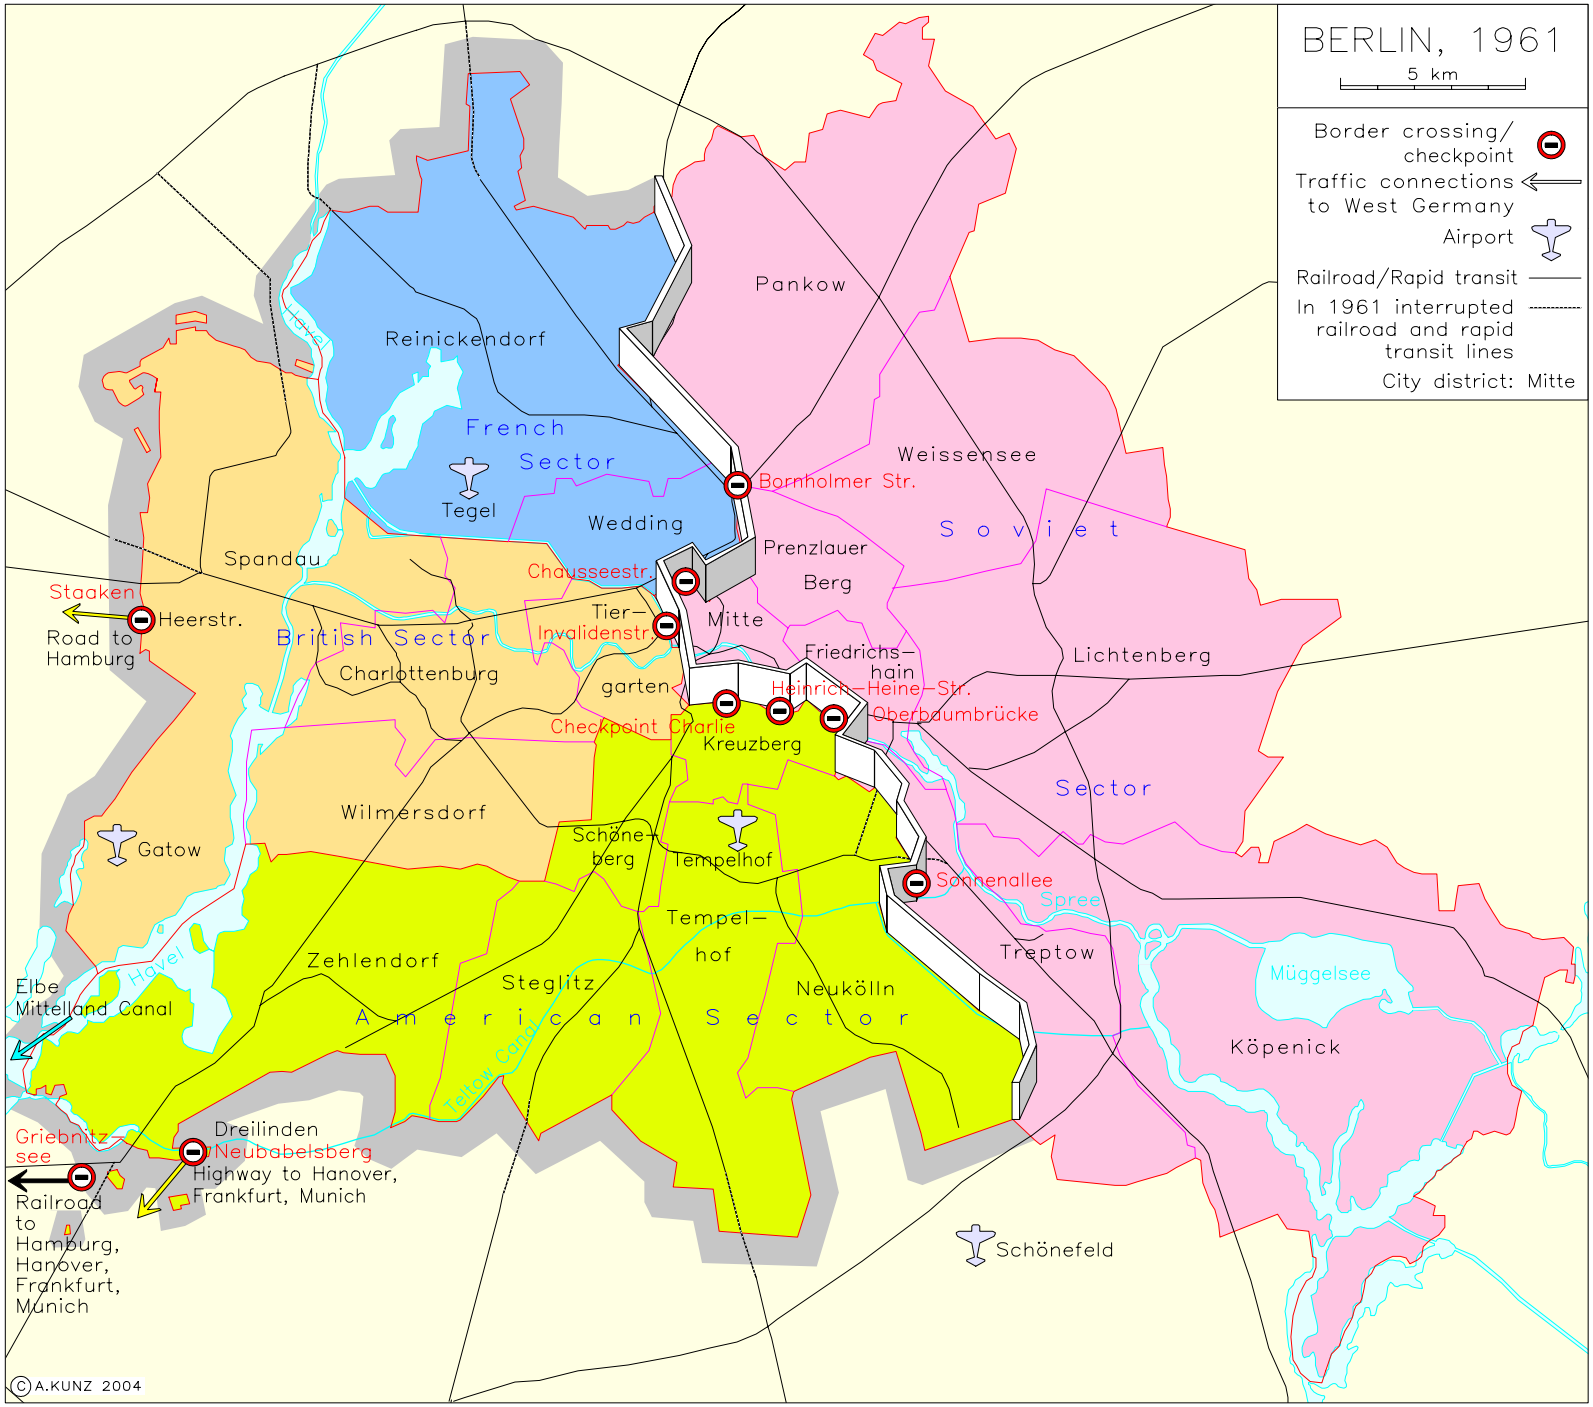 BERLIN, 1961
5 km
Border crossing/
checkpoint
Traffic connections
to West Germany
Airport
Railroad/Rapid transit
In 1961 interrupted
railroad and rapid
transit lines
City district: Mitte
Pankow
Havel
Reinickendorf
French
Sector
Weissensee
Bornholmer Str.
Tegel
Wedding
Soviet
Prenzlauer
Berg
Spandau
Chausseestr.
Staaken
Heerstr.
Tier-
Mitte
Invalidenstr.
Road to
Hamburg
British Sector
Friedrichs-
hain
Lichtenberg
Charlottenburg
garten
Heinrich-Heine-Str.
Oberbaumbrücke
Checkpoint Charlie
Kreuzberg
Sector
Wilmersdorf
Schöne-
berg
Gatow
Tempelhof
Sonnenallee
Spree
Tempel-
hof
Treptow
Havel
Zehlendorf
Steglitz
Neukölln
Müggelsee
Elbe
Mittelland Canal
American Sector
Köpenick
Teltow Canal
Dreilinden
/Neubabelsberg
Highway to Hanover,
Frankfurt, Munich
Griebnitz-
see
Railroad
to
Hamburg,
Hanover,
Frankfurt,
Munich
Schönefeld
©A.KUNZ 2004